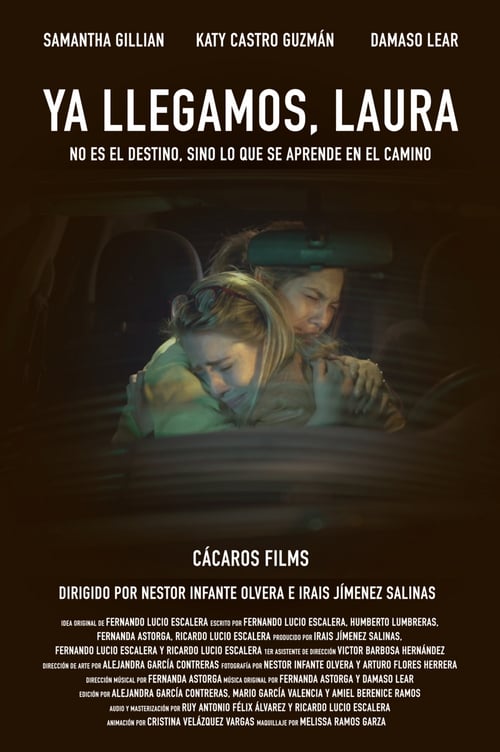 SAMANTHA GILLIAN KATY CASTRO GUZMÁN DAMASO LEAR
YA LLEGAMOS, LAURA
NO ES EL DESTINO, SINO LO QUE SE APRENDE EN EL CAMINO
CÁCAROS FILMS
DIRIGIDO POR NESTOR INFANTE OLVERA E IRAIS JÍMENEZ SALINAS
IDEA ORIGINAL DE FERNANDO LUCIO ESCALERA ESCRITO POR FERNANDO LUCIO ESCALERA, HUMBERTO LUMBRERAS,
FERNANDA ASTORGA, RICARDO LUCIO ESCALERA PRODUCIDO POR IRAIS JÍMENEZ SALINAS,
FERNANDO LUCIO ESCALERA Y RICARDO LUCIO ESCALERA 1ER ASISTENTE DE DIRECCIÓN VICTOR BARBOSA HERNÁNDEZ
DIRECCIÓN DE ARTE POR ALEJANDRA GARCÍA CONTRERAS FOTOGRAFÍA POR NESTOR INFANTE OLVERA Y ARTURO FLORES HERRERA
DIRECCIÓN MÚSICAL POR FERNANDA ASTORGA MÚSICA ORIGINAL POR FERNANDA ASTORGA Y DAMASO LEAR
EDICIÓN POR ALEJANDRA GARCÍA CONTRERAS, MARIO GARCÍA VALENCIA Y AMIEL BERENICE RAMOS
AUDIO Y MASTERIZACIÓN POR RUY ANTONIO FÉLIX ÁLVAREZ Y RICARDO LUCIO ESCALERA
ANIMACIÓN POR CRISTINA VELÁZQUEZ VARGAS MAQUILLAJE POR MELISSA RAMOS GARZA